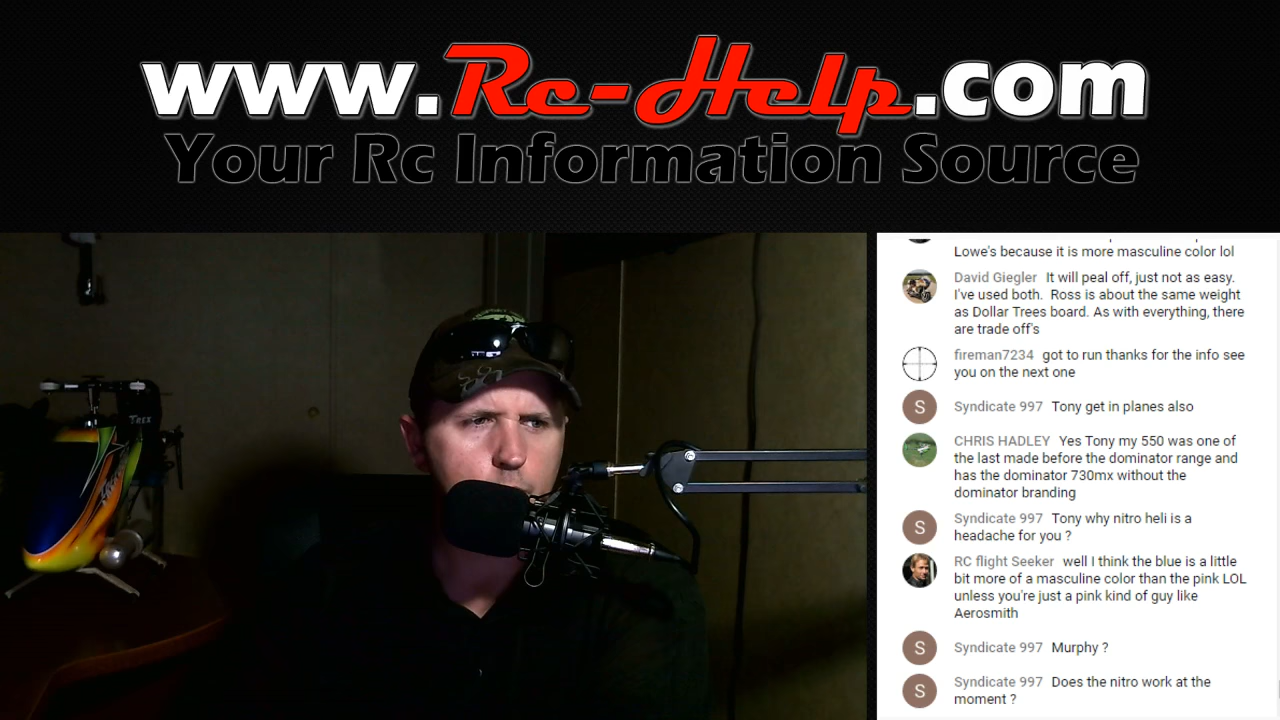 www.Rc-Help.com
Your Rc Information Source
TREX
Lowe's because it is more masculine color lol
David Giegler It will peal off, just not as easy.
I've used both. Ross is about the same weight
as Dollar Trees board. As with everything, there
are trade off's
fireman7234 got to run thanks for the info see
you on the next one
S
Syndicate 997 Tony get in planes also
CHRIS HADLEY Yes Tony my 550 was one of
the last made before the dominator range and
has the dominator 730mx without the
dominator branding
S
Syndicate 997 Tony why nitro heli is a
headache for you ?
RC flight Seeker well I think the blue is a little
bit more of a masculine color than the pink LOL
unless you're just a pink kind of guy like
Aerosmith
S
Syndicate 997 Murphy ?
S
Syndicate 997 Does the nitro work at the
moment ?